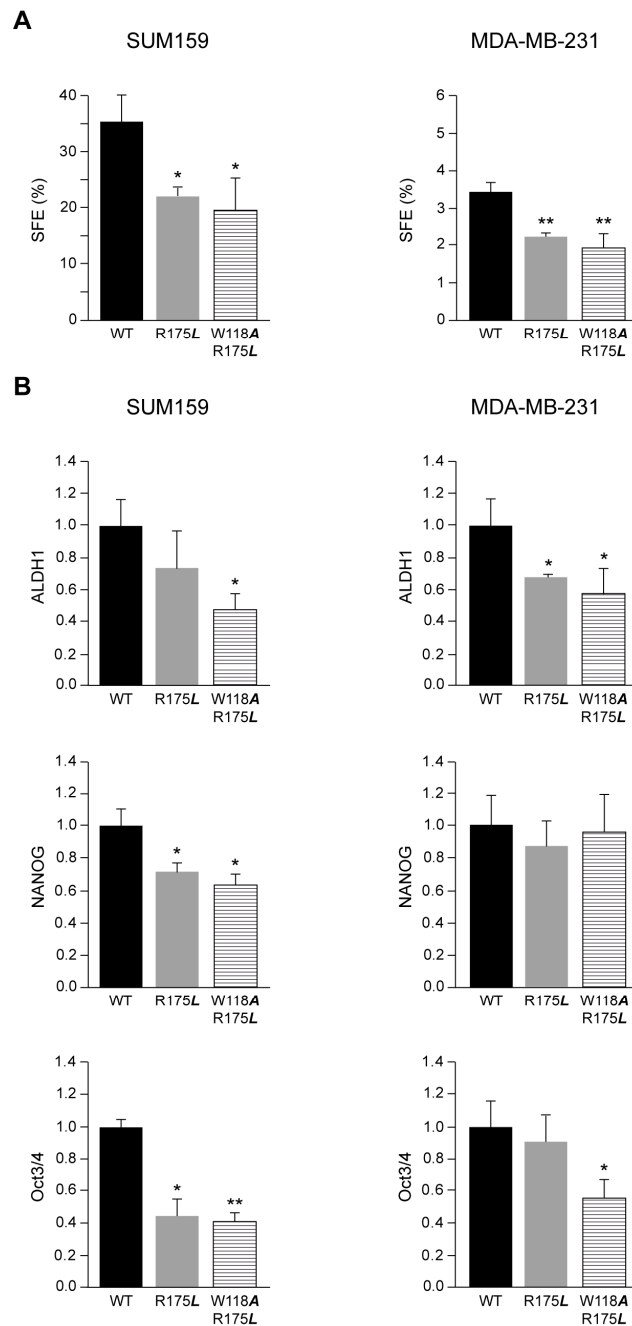 A
SUM159
40
30
20
10
0
SFE (%)
*
*
WT
R175L
W118A
R175L
MDA-MB-231
6
5
4
3
2
1
0
SFE (%)
**
**
WT
R175L
W118A
R175L
B
SUM159
MDA-MB-231
1.4
1.2
1.0
0.8
0.6
0.4
0.2
0.0
ALDH1
*
WT
R175L
W118A
R175L
1.4
1.2
1.0
0.8
0.6
0.4
0.2
0.0
ALDH1
*
*
WT
R175L
W118A
R175L
1.4
1.2
1.0
0.8
0.6
0.4
0.2
0.0
NANOG
*
*
WT
R175L
W118A
R175L
1.4
1.2
1.0
0.8
0.6
0.4
0.2
0.0
NANOG
WT
R175L
W118A
R175L
1.4
1.2
1.0
0.8
0.6
0.4
0.2
0.0
Oct3/4
*
**
WT
R175L
W118A
R175L
1.4
1.2
1.0
0.8
0.6
0.4
0.2
0.0
Oct3/4
*
WT
R175L
W118A
R175L